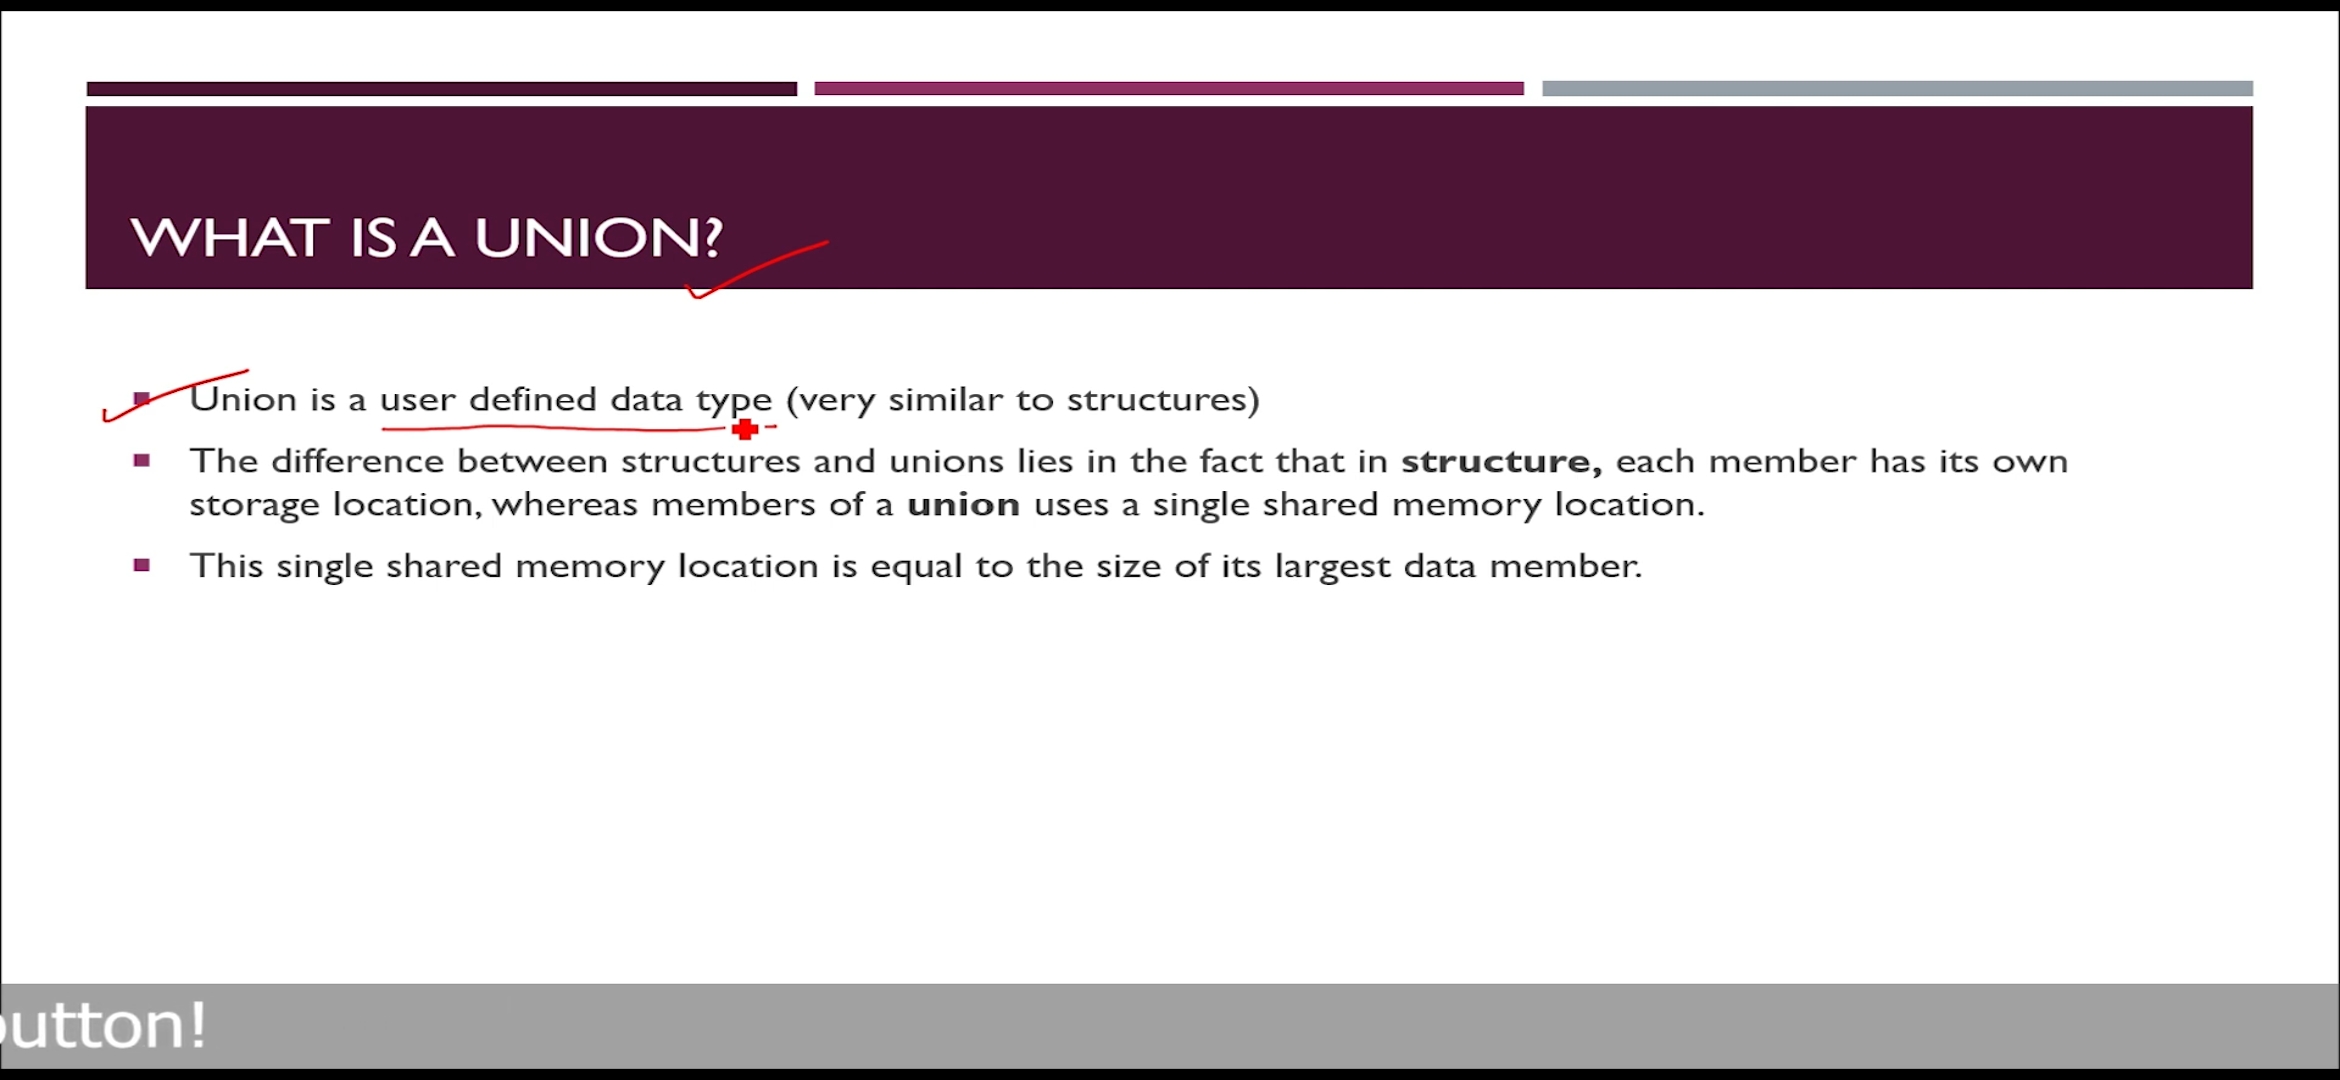 WHAT IS A UNION?
Union is a user defined data type (very similar to structures)
The difference between structures and unions lies in the fact that in structure, each member has its own
storage location, whereas members of a union uses a single shared memory location.
This single shared memory location is equal to the size of its largest data member.
utton!